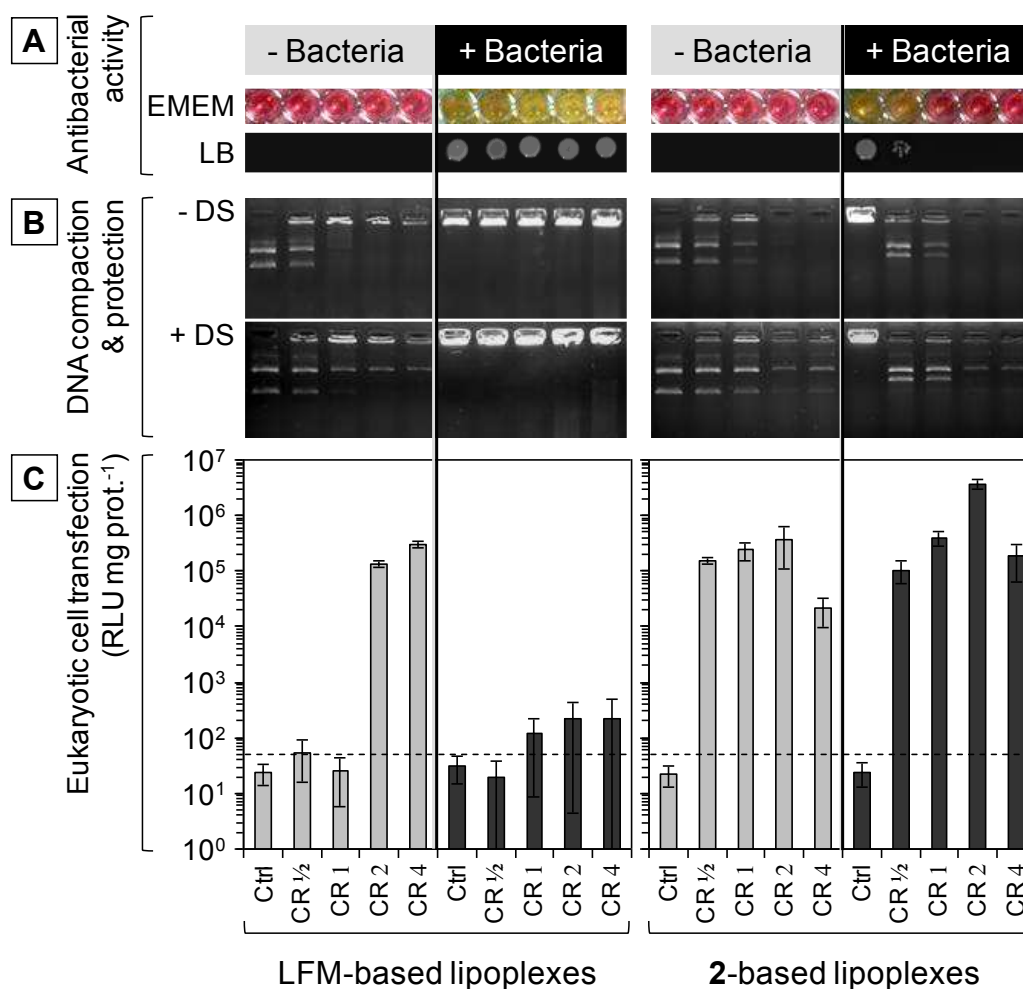 A
Antibacterial
activity
- Bacteria
+ Bacteria
- Bacteria
+ Bacteria
EMEM
LB
B
DNA compaction
& protection
- DS
+ DS
C
Eukaryotic cell transfection
(RLU mg prot.⁻¹)
10⁷
10⁶
10⁵
10⁴
10³
10²
10¹
10⁰
Ctrl
CR ½
CR 1
CR 2
CR 4
Ctrl
CR ½
CR 1
CR 2
CR 4
Ctrl
CR ½
CR 1
CR 2
CR 4
Ctrl
CR ½
CR 1
CR 2
CR 4
LFM-based lipoplexes
2-based lipoplexes